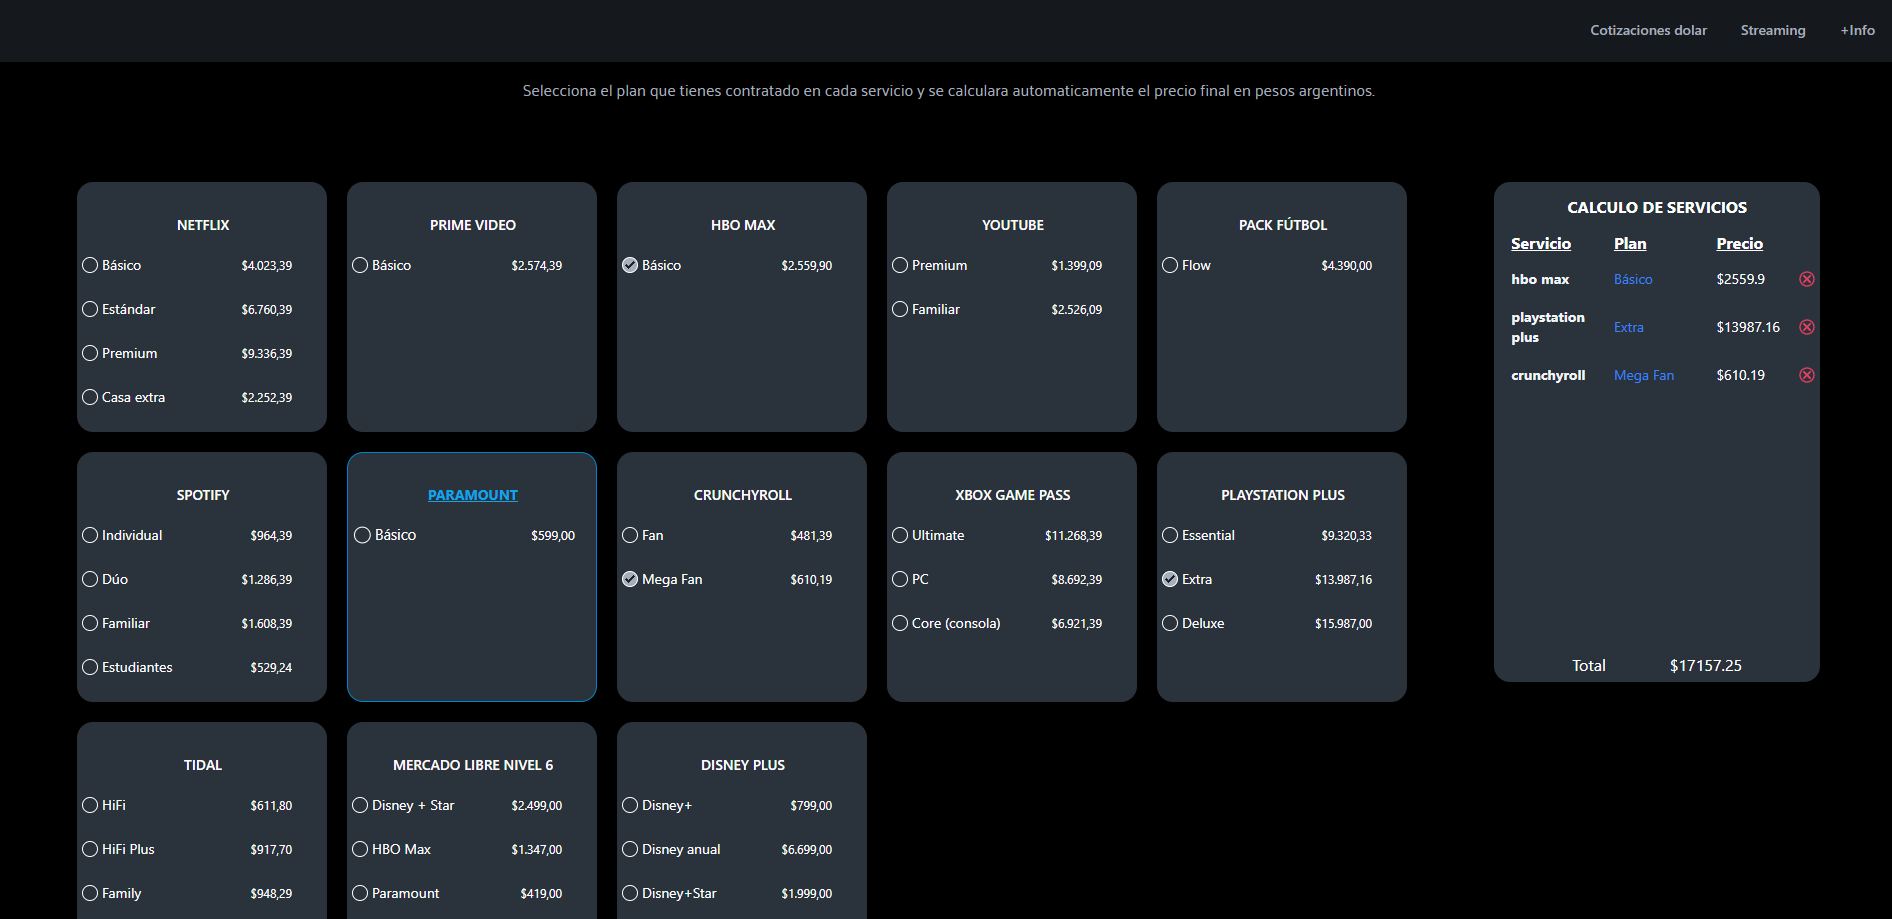 Cotizaciones dolar Streaming +Info
Selecciona el plan que tienes contratado en cada servicio y se calculara automaticamente el precio final en pesos argentinos.
NETFLIX
Básico $4.023,39
Estándar $6.760,39
Premium $9.336,39
Casa extra $2.252,39
PRIME VIDEO
Básico $2.574,39
HBO MAX
Básico $2.559,90
YOUTUBE
Premium $1.399,09
Familiar $2.526,09
PACK FÚTBOL
Flow $4.390,00
SPOTIFY
Individual $964,39
Dúo $1.286,39
Familiar $1.608,39
Estudiantes $529,24
PARAMOUNT
Básico $599,00
CRUNCHYROLL
Fan $481,39
Mega Fan $610,19
XBOX GAME PASS
Ultimate $11.268,39
PC $8.692,39
Core (consola) $6.921,39
PLAYSTATION PLUS
Essential $9.320,33
Extra $13.987,16
Deluxe $15.987,00
TIDAL
HiFi $611,80
HiFi Plus $917,70
Family $948,29
MERCADO LIBRE NIVEL 6
Disney + Star $2.499,00
HBO Max $1.347,00
Paramount $419,00
DISNEY PLUS
Disney+ $799,00
Disney anual $6.699,00
Disney+Star $1.999,00
CALCULO DE SERVICIOS
Servicio Plan Precio
hbo max Básico $2559.9
playstation
plus Extra $13987.16
crunchyroll Mega Fan $610.19
Total $17157.25